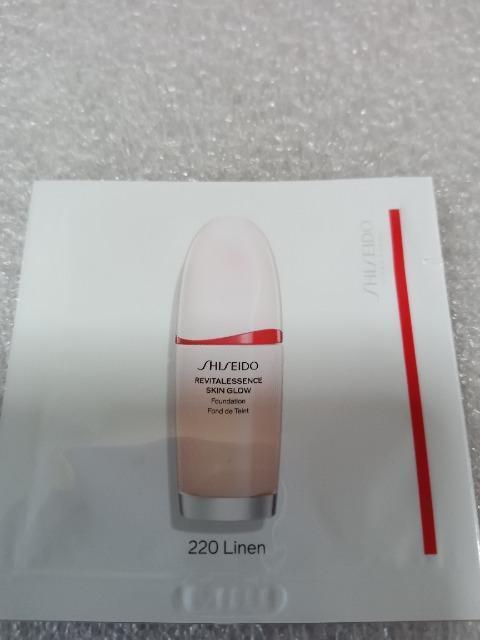 SHISEIDO
SHISEIDO
REVITALESSENCE
SKIN GLOW
Foundation
Fond de Teint
220 Linen